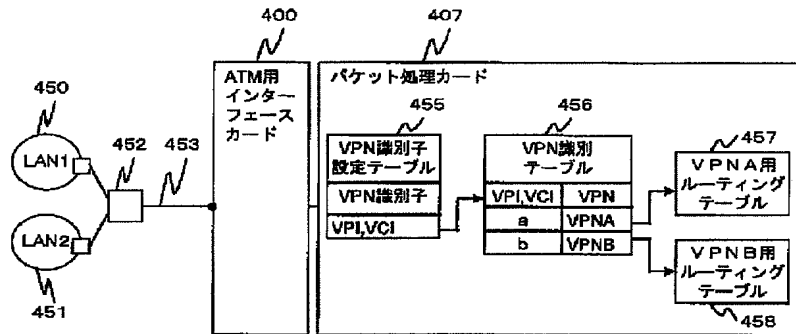 400
407
ATM用
インター
フェース
カード
パケット処理カード
450
452
453
455
456
457
LAN1
LAN2
451
VPN識別子
設定テーブル
VPN識別子
VPI,VCI
VPN識別
テーブル
VPI,VCI VPN
a VPNA
b VPNB
VPNA用
ルーティング
テーブル
VPNB用
ルーティング
テーブル
458